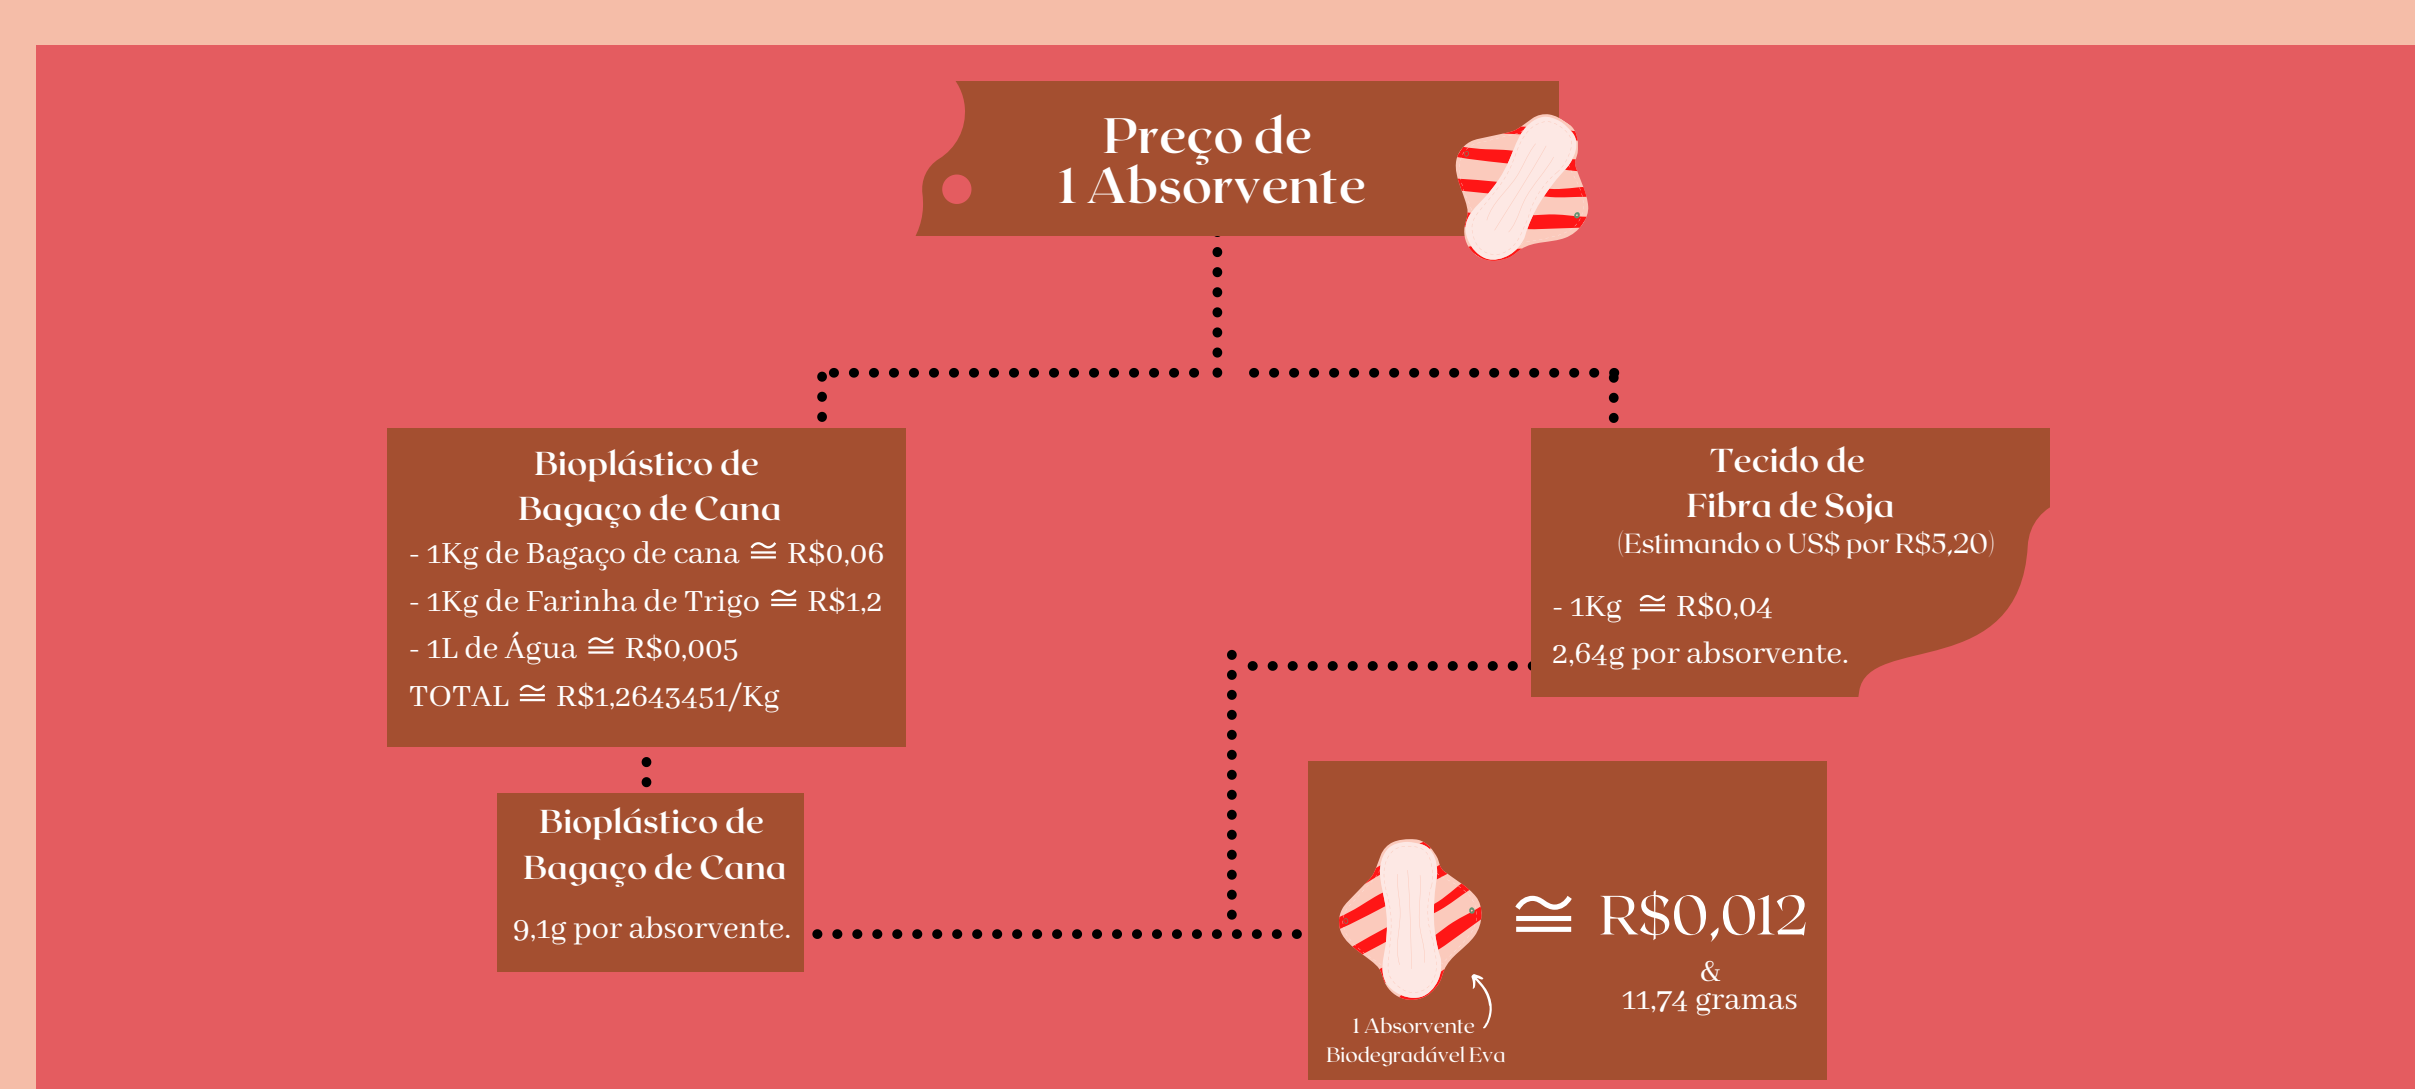 Preço de
1 Absorvente
Bioplástico de
Bagaço de Cana
- 1Kg de Bagaço de cana ≅ R$0,06
- 1Kg de Farinha de Trigo ≅ R$1,2
- 1L de Água ≅ R$0,005
TOTAL ≅ R$1,2643451/Kg
Tecido de
Fibra de Soja
(Estimando o US$ por R$5,20)
- 1Kg ≅ R$0,04
2,64g por absorvente.
Bioplástico de
Bagaço de Cana
9,1g por absorvente.
≅ R$0,012
&
11,74 gramas
1 Absorvente
Biodegradável Eva